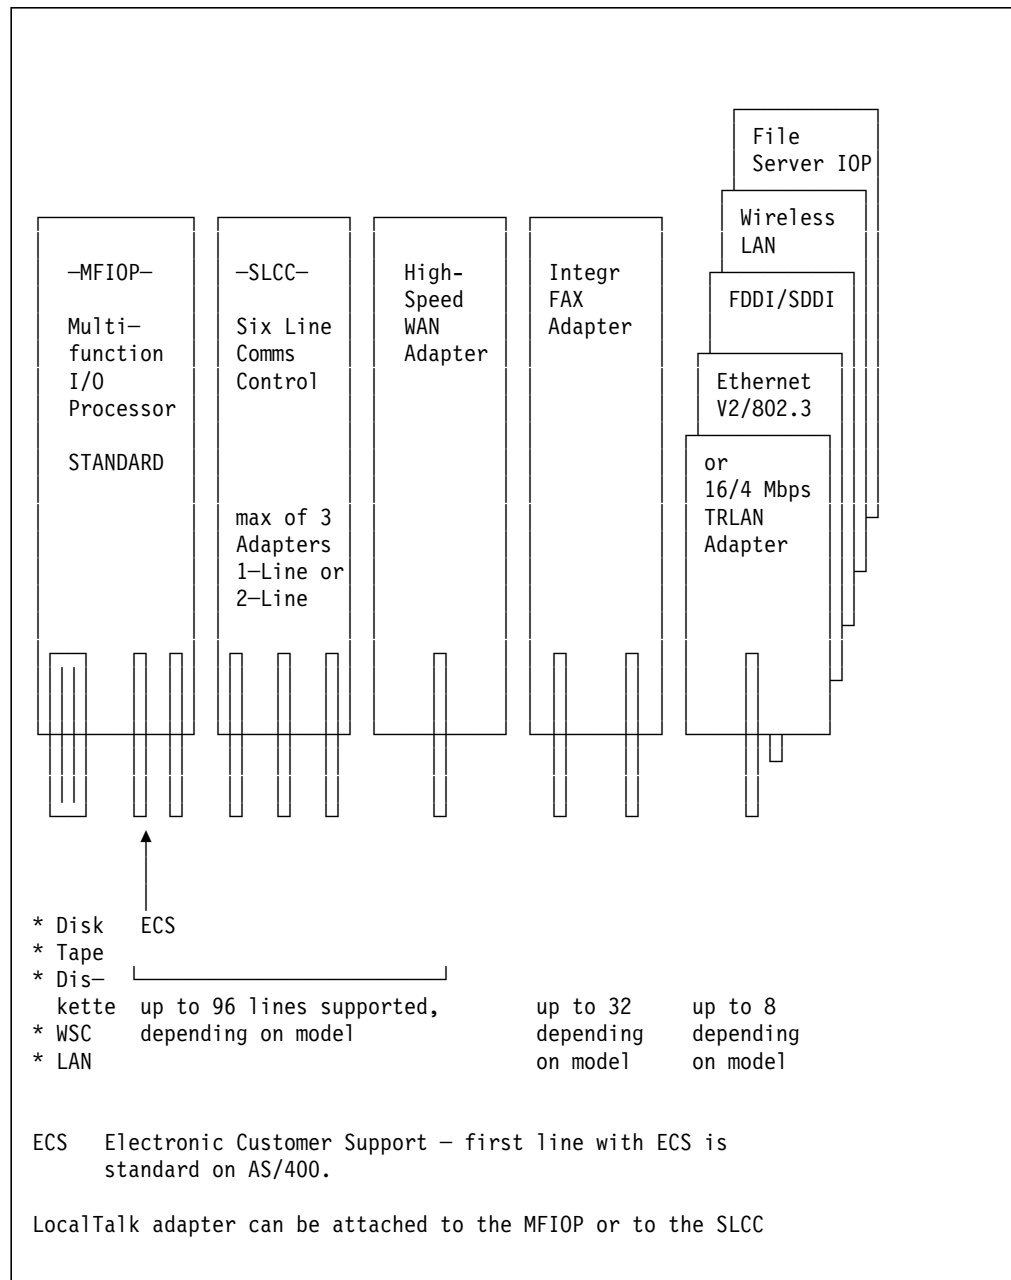 File
Server IOP
Wireless
LAN
—MFIOP—
—SLCC—
High-
Speed
WAN
Adapter
Integr
FAX
Adapter
FDDI/SDDI
Multi—
function
I/O
Processor
Six Line
Comms
Control
Ethernet
V2/802.3
STANDARD
or
16/4 Mbps
TRLAN
Adapter
max of 3
Adapters
1—Line or
2—Line
* Disk
ECS
* Tape
* Dis—
kette
* WSC
* LAN
up to 96 lines supported,
depending on model
up to 32
depending
on model
up to 8
depending
on model
ECS Electronic Customer Support — first line with ECS is
standard on AS/400.
LocalTalk adapter can be attached to the MFIOP or to the SLCC